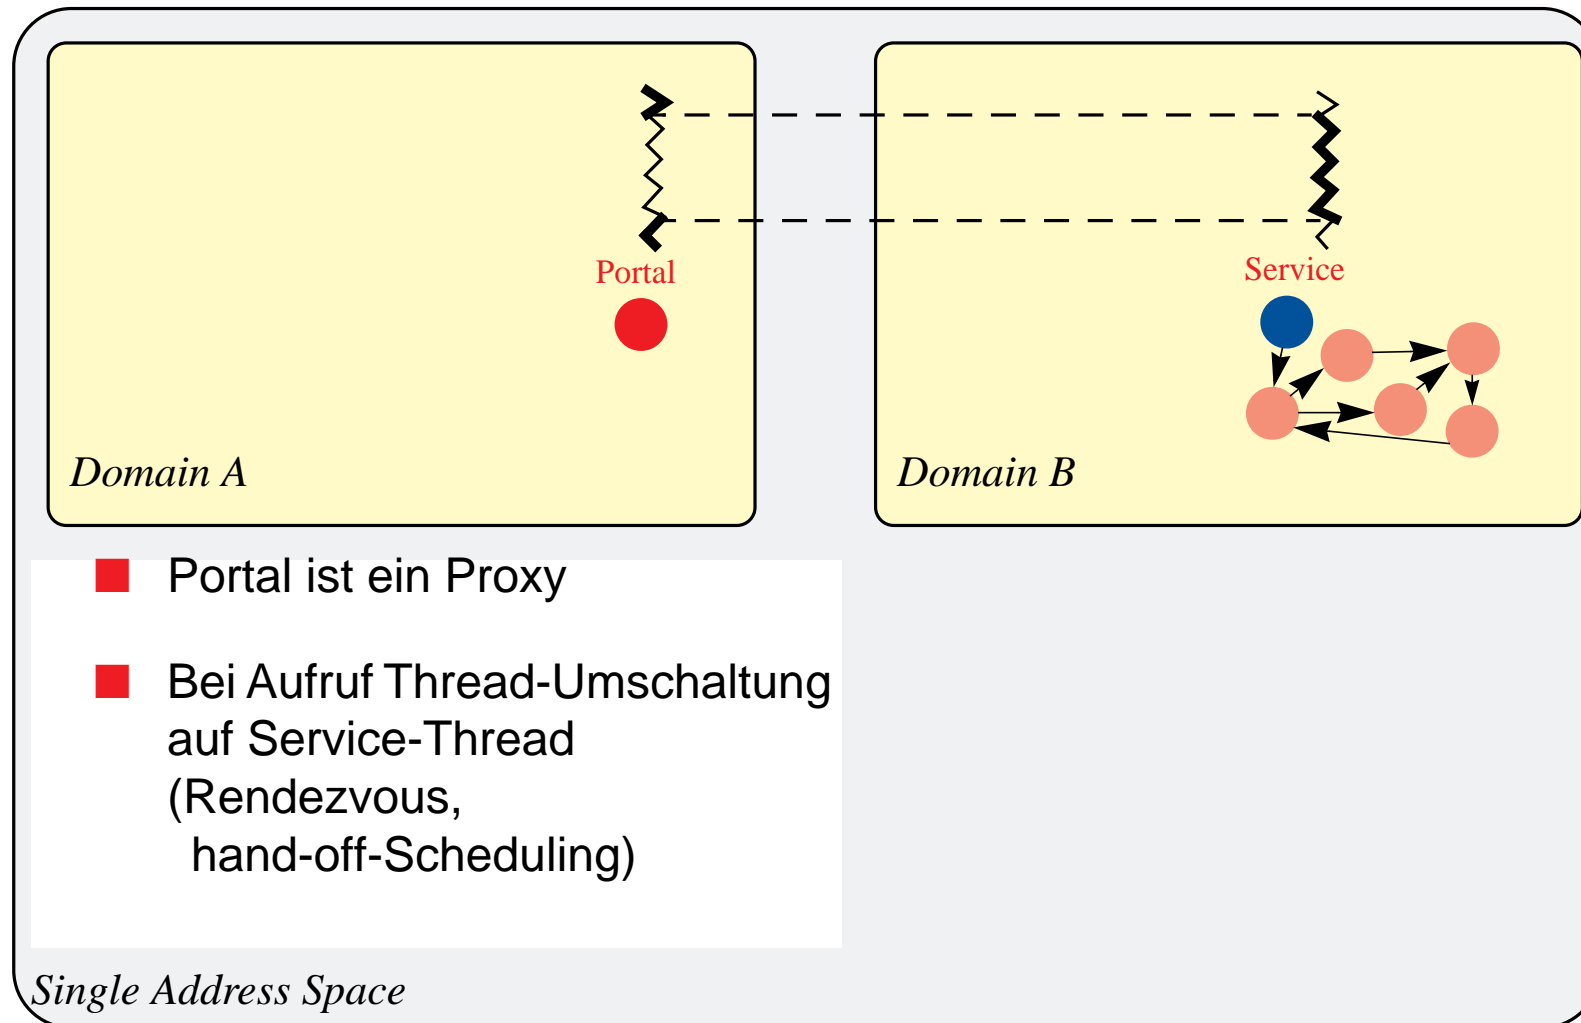 Portal
Service
Domain A
Domain B
Portal ist ein Proxy
Bei Aufruf Thread-Umschaltung
auf Service-Thread
(Rendezvous,
hand-off-Scheduling)
Single Address Space